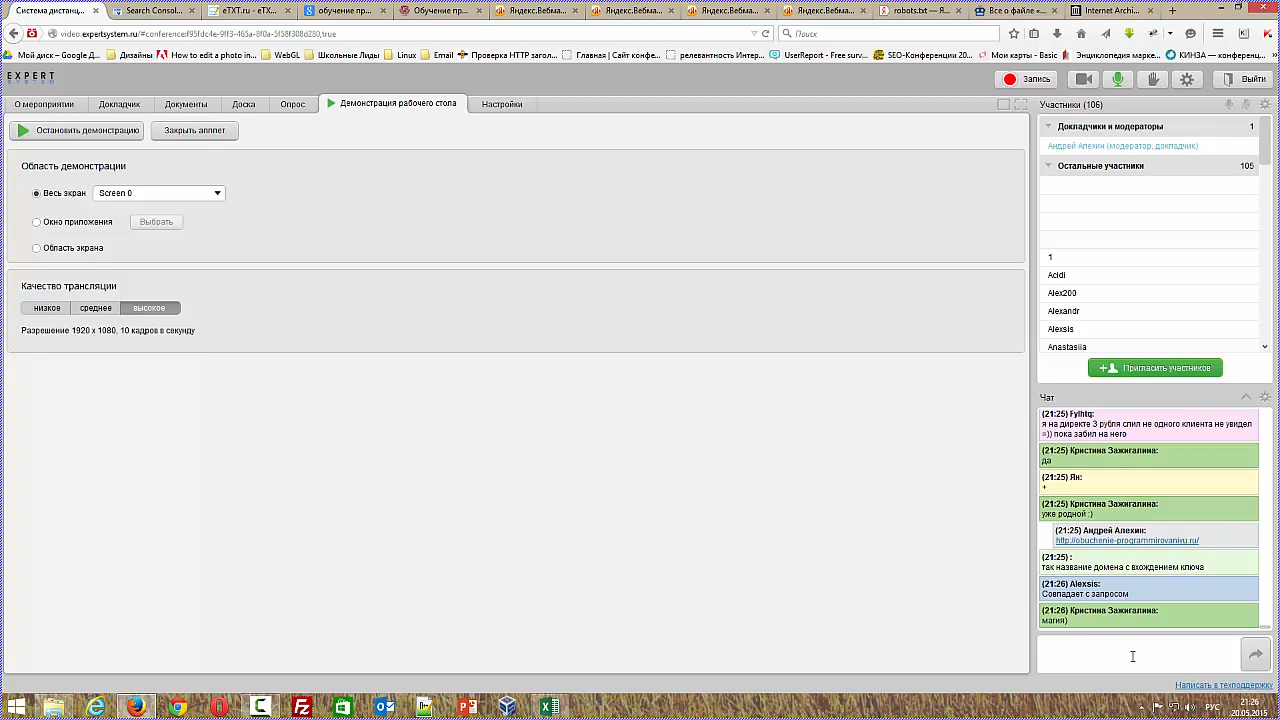 Система дистанц...
Search Consol...
eTXT.ru - eTX...
обучение пр...
Обучение пр...
Яндекс.Вебма...
Яндекс.Вебма...
Яндекс.Вебма...
Яндекс.Вебма...
robots.txt — Я...
Все о файле «...
Internet Archi...
video.expertsystem.ru/#conferencef95fdc4e-9ff3-465a-8f0a-5f58f308d280,true
Поиск
Мой диск – Google Д...
Дизайны
How to edit a photo in...
WebGL
Школьные Лиды
Linux
Email
Проверка HTTP загол...
Главная | Сайт конфе...
релевантность Интер...
UserReport - Free surv...
SEO-Конференции 20...
Мои карты - Basic
Энциклопедия марке...
КИНЗА — конференц...
EXPERT
SYSTEM
Запись
Выйти
О мероприятии
Докладчик
Документы
Доска
Опрос
Демонстрация рабочего стола
Настройки
Участники (106)
Остановить демонстрацию
Закрыть апплет
Докладчики и модераторы 1
Андрей Алехин (модератор, докладчик)
Остальные участники 105
Область демонстрации
Весь экран Screen 0
Окно приложения Выбрать
Область экрана
1
Acidi
Alex200
Alexandr
Alexsis
Anastasiia
Качество трансляции
низкое среднее высокое
Разрешение 1920 x 1080, 10 кадров в секунду
Пригласить участников
Чат
(21:25) Fylhtq:
я на директе 3 рубля спил не одного клиента не увидел
=)) пока забил на него
(21:25) Кристина Зажигалина:
да
(21:25) Ян:
+
(21:25) Кристина Зажигалина:
уже родной :)
(21:25) Андрей Алехин:
http://obuchenie-programmirovaniyu.ru/
(21:25) :
так название домена с вхождением ключа
(21:26) Alexsis:
Совпадает с запросом
(21:26) Кристина Зажигалина:
магия)
Написать в техподдержку
РУС
21:26
20.05.2015